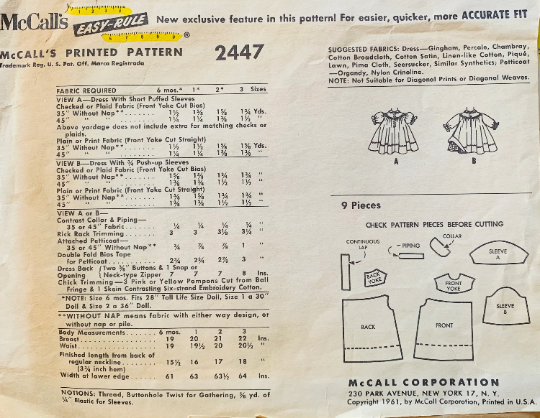 McCall's EASY-RULE ® New exclusive feature in this pattern! For easier, quicker, more ACCURATE FIT
McCALL'S PRINTED PATTERN 2447
Trademark Reg. U. S. Pat. Off. Marca Registrada
SUGGESTED FABRICS: Dress—Gingham, Percale, Chambray,
Cotton Broadcloth, Cotton Satin, Linen-like Cotton, Piqué,
Lawn, Pima Cloth, Seersucker, Similar Synthetics; Petticoat
—Organdy, Nylon Crinoline.
NOTE: Not Suitable for Diagonal Prints or Diagonal Weaves.
FABRIC REQUIRED 6 mos.* 1* 2* 3 Sizes
VIEW A—Dress With Short Puffed Sleeves
Checked or Plaid Fabric (Front Yoke Cut Bias)
35" Without Nap** 1½ 1½ 1⅝ 1¾ Yds.
45" " 1¼ 1¼ 1⅜ 1½ "
Above yardage does not include extra for matching checks or
plaids.
Plain or Print Fabric (Front Yoke Cut Straight)
35" Without Nap** 1⅜ 1½ 1½ 1⅝ Yds.
45" " 1¼ 1¼ 1⅜ 1⅜ "
VIEW B—Dress With ¾ Push-up Sleeves
Checked or Plaid Fabric (Front Yoke Cut Bias)
35" Without Nap** 1⅝ 1⅝ 1¾ 1¾ "
45" " 1⅜ 1⅜ 1½ 1½ "
Plain or Print Fabric (Front Yoke Cut Straight)
35" Without Nap** 1⅝ 1⅝ 1¾ 1¾ "
45" " 1⅜ 1⅜ 1½ 1½ "
VIEW A or B—
Contrast Collar & Piping—
35 or 45" Fabric ¼ ¼ ¼ ¼ "
Rick Rack Trimming 3 3 3⅛ 3½ "
Attached Petticoat—
35 or 45" Without Nap** ¾ ⅞ ⅞ 1 "
Double Fold Bias Tape
for Petticoat 2¾ 2¾ 2⅞ 3 "
Dress Back Two ⅜" Buttons & 1 Snap or
Opening Neck-type Zipper 7 7 7 8 Ins.
Chick Trimming—3 Pink or Yellow Pompons Cut from Ball
Fringe & 1 Skein Contrasting Six-strand Embroidery Cotton.
*NOTE: Size 6 mos. Fits 28" Tall Life Size Doll, Size 1 a 30"
Doll & Size 2 a 36" Doll.
**WITHOUT NAP means fabric with either way design, or
without nap or pile.
Body Measurements 6 mos. 1 2 3
Breast 19 20 21 22 Ins.
Waist 19 19½ 20 20½ "
Finished length from back of
regular neckline 15½ 16 17 18 "
(3¾ inch hem)
Width at lower edge 61 63 63½ 64 Ins.
NOTIONS: Thread, Buttonhole Twist for Gathering, ⅝ yd. of
¼" Elastic for Sleeves.
A
B
9 Pieces
CHECK PATTERN PIECES BEFORE CUTTING
CONTINUOUS
LAP
PIPING
COLLAR
SLEEVE
A
BACK
YOKE
FRONT
YOKE
SLEEVE
B
BACK
FRONT
McCALL CORPORATION
230 PARK AVENUE, NEW YORK 17, N. Y.
Copyright 1961, by McCall Corporation, Printed in U.S.A.